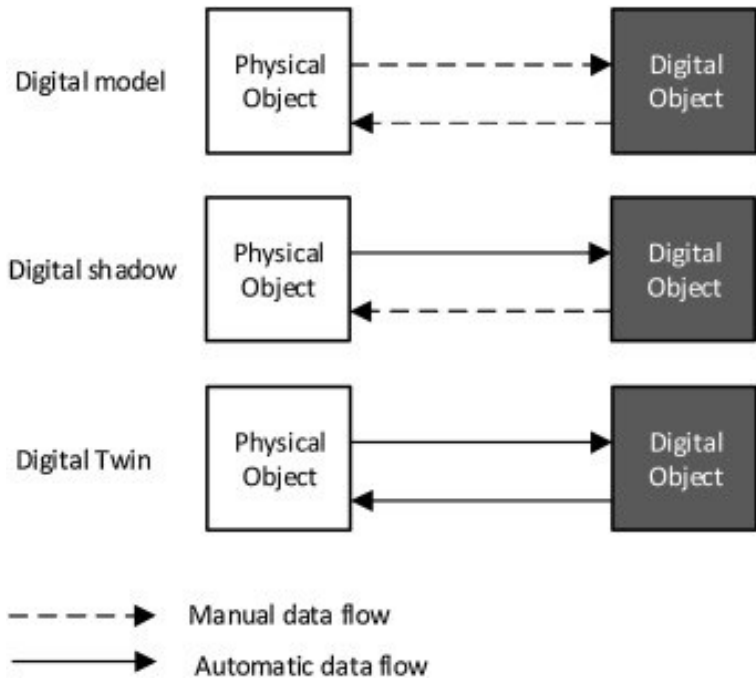 Digital model
Physical
Object
Digital
Object
Digital shadow
Physical
Object
Digital
Object
Digital Twin
Physical
Object
Digital
Object
Manual data flow
Automatic data flow